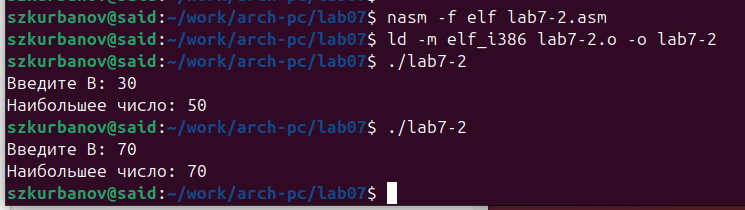 szkurbanov@said:~/work/arch-pc/lab07$ nasm -f elf lab7-2.asm
szkurbanov@said:~/work/arch-pc/lab07$ ld -m elf_i386 lab7-2.o -o lab7-2
szkurbanov@said:~/work/arch-pc/lab07$ ./lab7-2
Введите B: 30
Наибольшее число: 50
szkurbanov@said:~/work/arch-pc/lab07$ ./lab7-2
Введите B: 70
Наибольшее число: 70
szkurbanov@said:~/work/arch-pc/lab07$